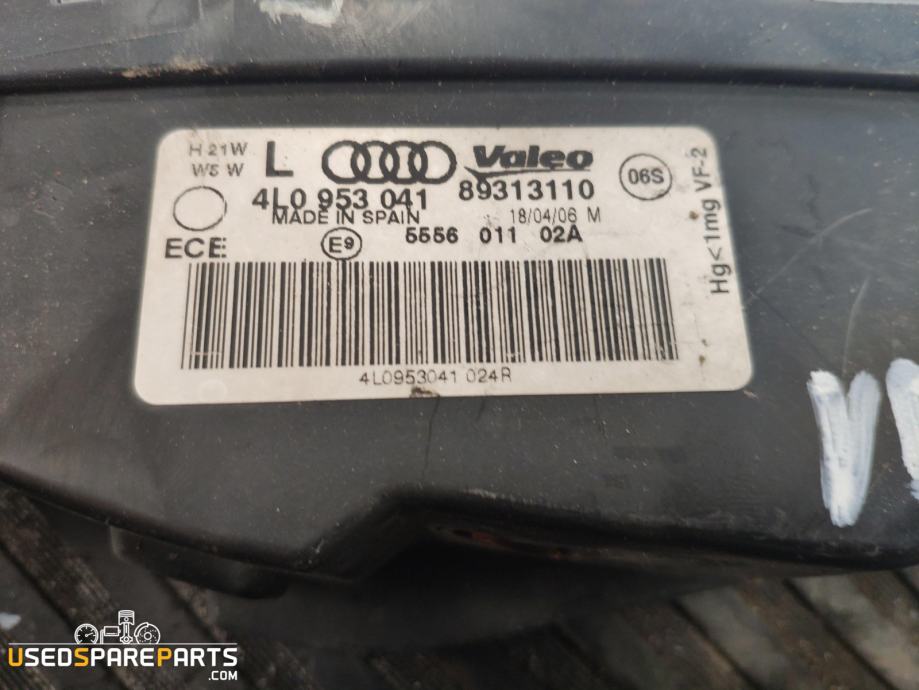 H 21W
W5 W
L
Valeo
4L0 953 041
89313110
06S
MADE IN SPAIN
18/04/06 M
ECE
E9
5556 011 02A
Hg<1mg VF-2
4L0953041 024R
USEDSPAREPARTS
.COM